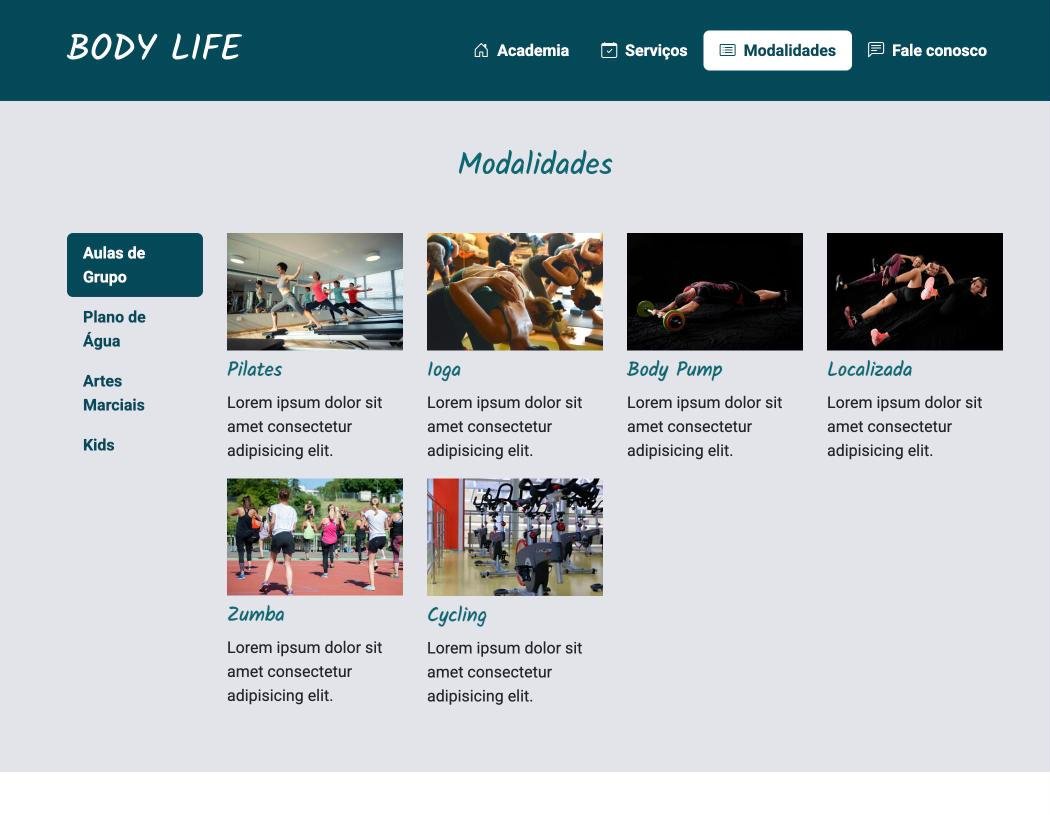 BODY LIFE
Academia
Serviços
Modalidades
Fale conosco
Modalidades
Aulas de
Grupo
Plano de
Água
Artes
Marciais
Kids
Pilates
Lorem ipsum dolor sit
amet consectetur
adipisicing elit.
Ioga
Lorem ipsum dolor sit
amet consectetur
adipisicing elit.
Body Pump
Lorem ipsum dolor sit
amet consectetur
adipisicing elit.
Localizada
Lorem ipsum dolor sit
amet consectetur
adipisicing elit.
Zumba
Lorem ipsum dolor sit
amet consectetur
adipisicing elit.
Cycling
Lorem ipsum dolor sit
amet consectetur
adipisicing elit.